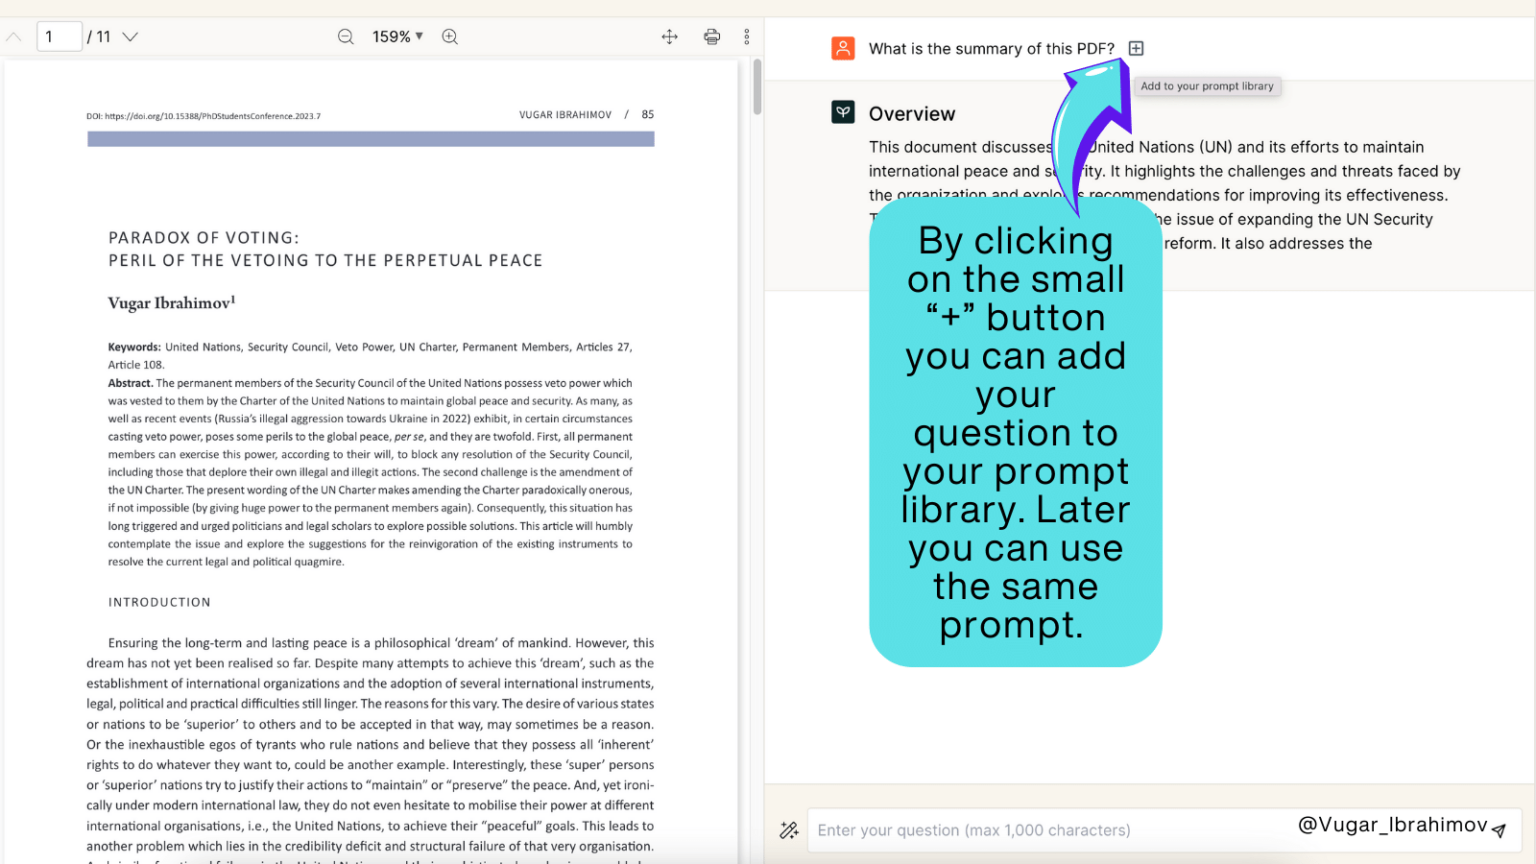 1 / 11
159%
DOI: https://doi.org/10.15388/PhDStudentsConference.2023.7
VUGAR IBRAHIMOV / 85
PARADOX OF VOTING:
PERIL OF THE VETOING TO THE PERPETUAL PEACE
Vugar Ibrahimov¹
Keywords: United Nations, Security Council, Veto Power, UN Charter, Permanent Members, Articles 27,
Article 108.
Abstract. The permanent members of the Security Council of the United Nations possess veto power which
was vested to them by the Charter of the United Nations to maintain global peace and security. As many, as
well as recent events (Russia's illegal aggression towards Ukraine in 2022) exhibit, in certain circumstances
casting veto power, poses some perils to the global peace, per se, and they are twofold. First, all permanent
members can exercise this power, according to their will, to block any resolution of the Security Council,
including those that deplore their own illegal and illegit actions. The second challenge is the amendment of
the UN Charter. The present wording of the UN Charter makes amending the Charter paradoxically onerous,
if not impossible (by giving huge power to the permanent members again). Consequently, this situation has
long triggered and urged politicians and legal scholars to explore possible solutions. This article will humbly
contemplate the issue and explore the suggestions for the reinvigoration of the existing instruments to
resolve the current legal and political quagmire.
INTRODUCTION
Ensuring the long-term and lasting peace is a philosophical ‘dream’ of mankind. However, this
dream has not yet been realised so far. Despite many attempts to achieve this ‘dream’, such as the
establishment of international organizations and the adoption of several international instruments,
legal, political and practical difficulties still linger. The reasons for this vary. The desire of various states
or nations to be ‘superior’ to others and to be accepted in that way, may sometimes be a reason.
Or the inexhaustible egos of tyrants who rule nations and believe that they possess all ‘inherent’
rights to do whatever they want to, could be another example. Interestingly, these ‘super’ persons
or ‘superior’ nations try to justify their actions to “maintain” or “preserve” the peace. And, yet ironi-
cally under modern international law, they do not even hesitate to mobilise their power at different
international organisations, i.e., the United Nations, to achieve their “peaceful” goals. This leads to
another problem which lies in the credibility deficit and structural failure of that very organisation.
What is the summary of this PDF?
Add to your prompt library
Overview
This document discusses United Nations (UN) and its efforts to maintain
international peace and ity. It highlights the challenges and threats faced by
the organization and recommendations for improving its effectiveness.
he issue of expanding the UN Security
reform. It also addresses the
By clicking
on the small
“+” button
you can add
your
question to
your prompt
library. Later
you can use
the same
prompt.
Enter your question (max 1,000 characters)
@Vugar_Ibrahimov